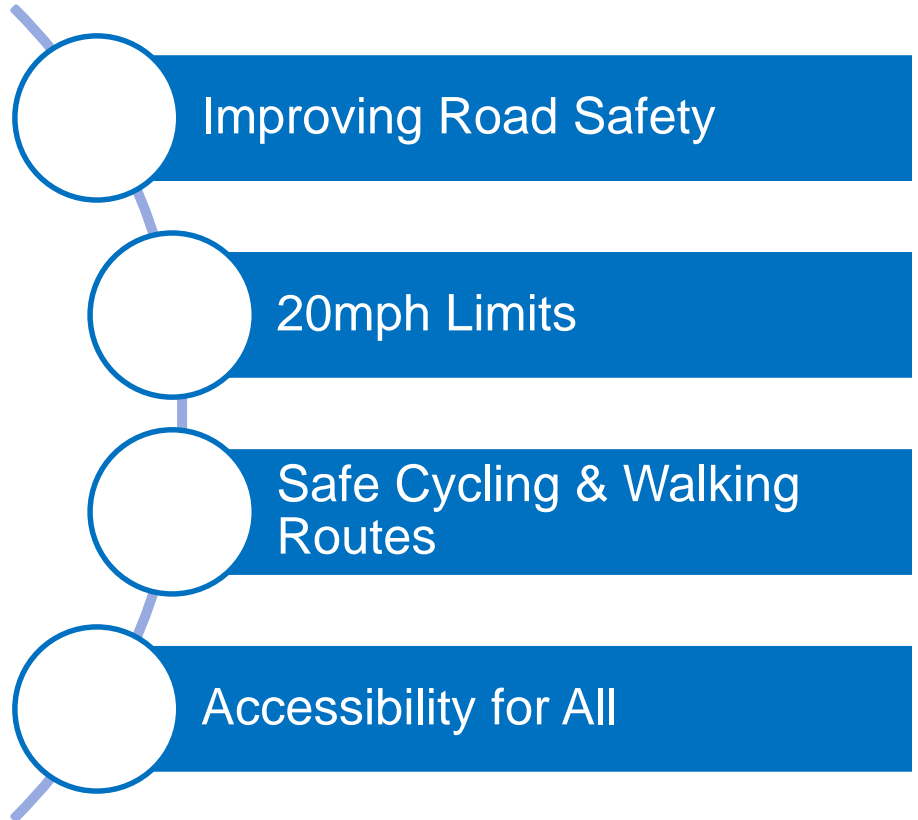 Improving Road Safety
20mph Limits
Safe Cycling & Walking
Routes
Accessibility for All